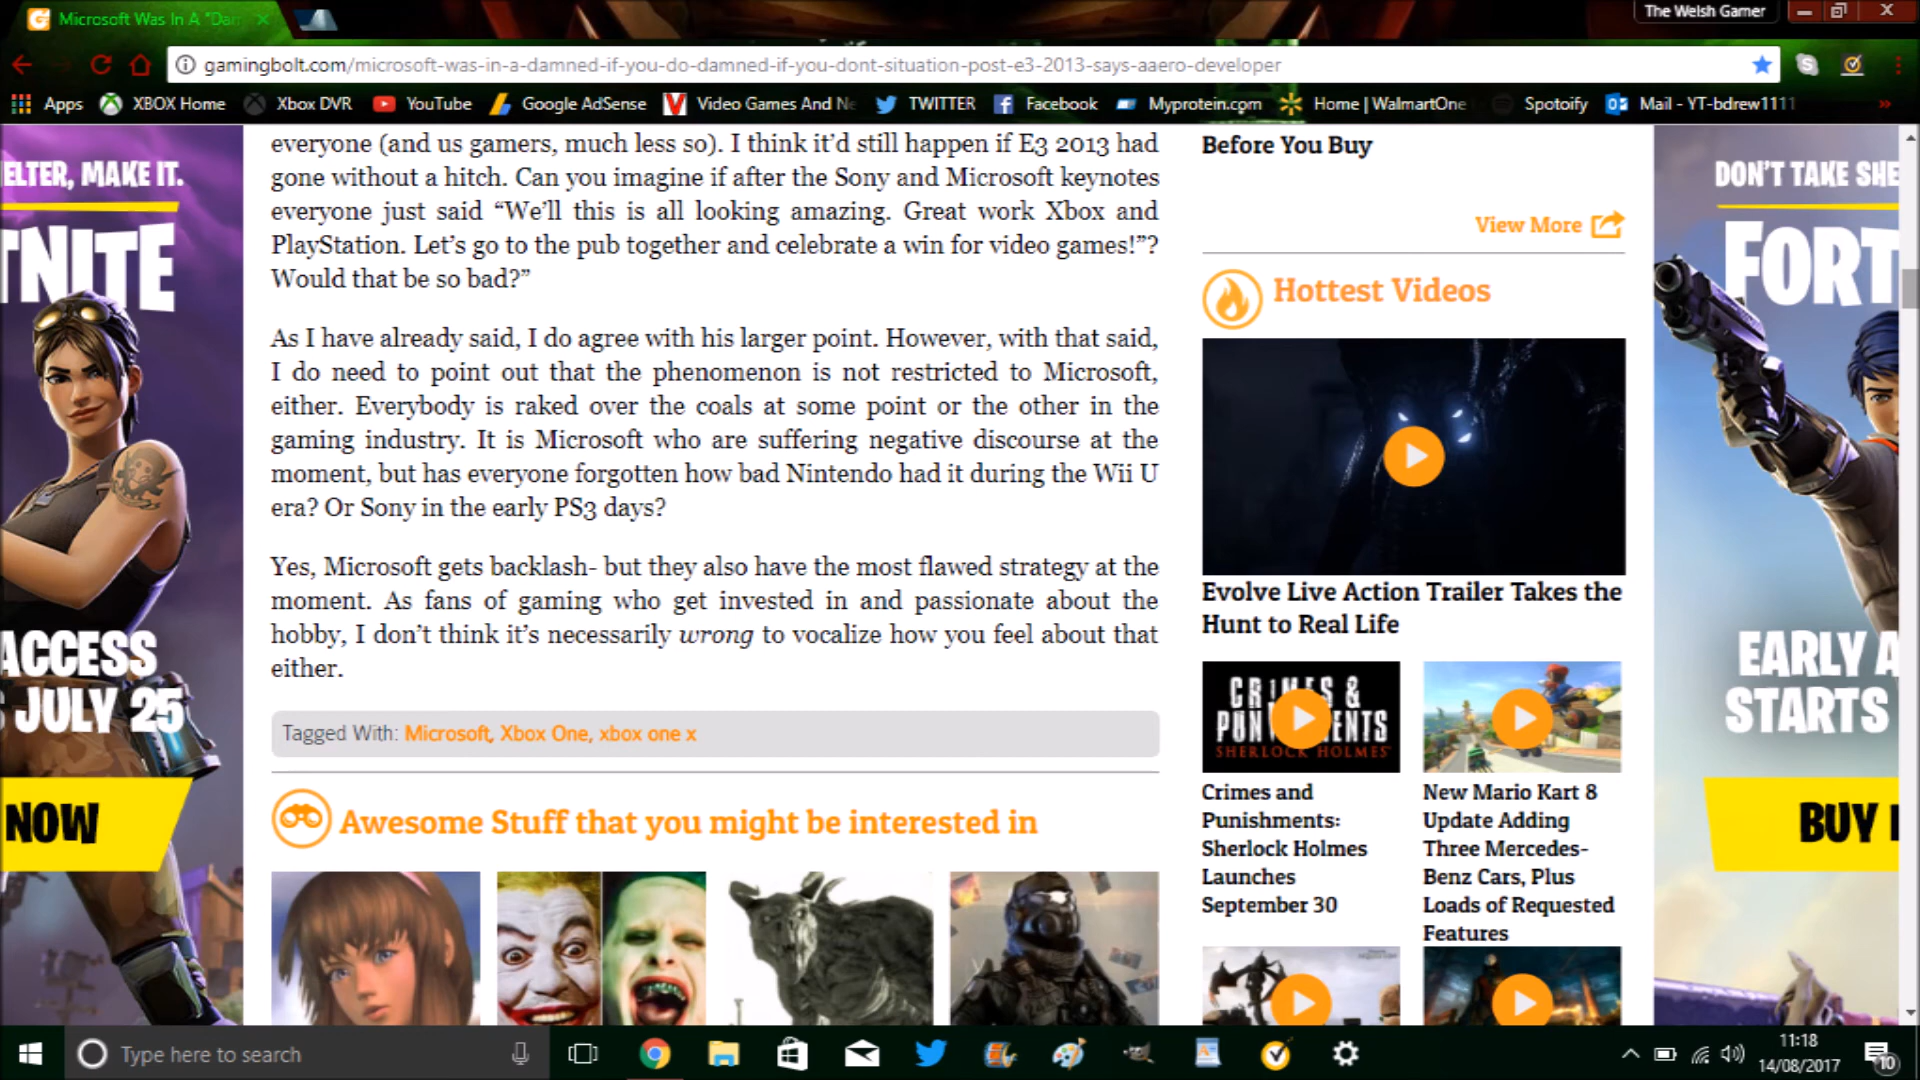 Microsoft Was In A "Dam
The Welsh Gamer
gamingbolt.com/microsoft-was-in-a-damned-if-you-do-damned-if-you-dont-situation-post-e3-2013-says-aaero-developer
Apps XBOX Home Xbox DVR YouTube Google AdSense Video Games And Ne TWITTER Facebook Myprotein.com Home | WalmartOne Spotoify Mail - YT-bdrew1111 »
everyone (and us gamers, much less so). I think it’d still happen if E3 2013 had
gone without a hitch. Can you imagine if after the Sony and Microsoft keynotes
everyone just said “We’ll this is all looking amazing. Great work Xbox and
PlayStation. Let’s go to the pub together and celebrate a win for video games!”?
Would that be so bad?”
As I have already said, I do agree with his larger point. However, with that said,
I do need to point out that the phenomenon is not restricted to Microsoft,
either. Everybody is raked over the coals at some point or the other in the
gaming industry. It is Microsoft who are suffering negative discourse at the
moment, but has everyone forgotten how bad Nintendo had it during the Wii U
era? Or Sony in the early PS3 days?
Yes, Microsoft gets backlash- but they also have the most flawed strategy at the
moment. As fans of gaming who get invested in and passionate about the
hobby, I don’t think it’s necessarily wrong to vocalize how you feel about that
either.
Tagged With: Microsoft, Xbox One, xbox one x
Awesome Stuff that you might be interested in
Before You Buy
View More
Hottest Videos
Evolve Live Action Trailer Takes the
Hunt to Real Life
CRIMES &
PUNISHMENTS
SHERLOCK HOLMES
Crimes and
Punishments:
Sherlock Holmes
Launches
September 30
New Mario Kart 8
Update Adding
Three Mercedes-
Benz Cars, Plus
Loads of Requested
Features
ELTER, MAKE IT.
TNITE
ACCESS
JULY 25
NOW
DON'T TAKE SHE
FORT
EARLY A
STARTS
BUY
Type here to search
11:18
14/08/2017
10